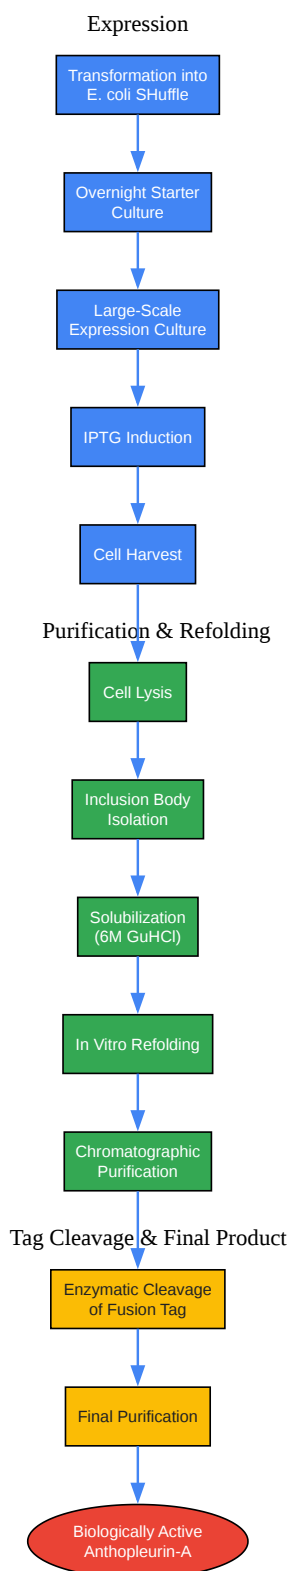 Expression
Transformation into
E. coli SHuffle
Overnight Starter
Culture
Large-Scale
Expression Culture
IPTG Induction
Cell Harvest
Purification & Refolding
Cell Lysis
Inclusion Body
Isolation
Solubilization
(6M GuHCl)
In Vitro Refolding
Chromatographic
Purification
Tag Cleavage & Final Product
Enzymatic Cleavage
of Fusion Tag
Final Purification
Biologically Active
Anthopleurin-A